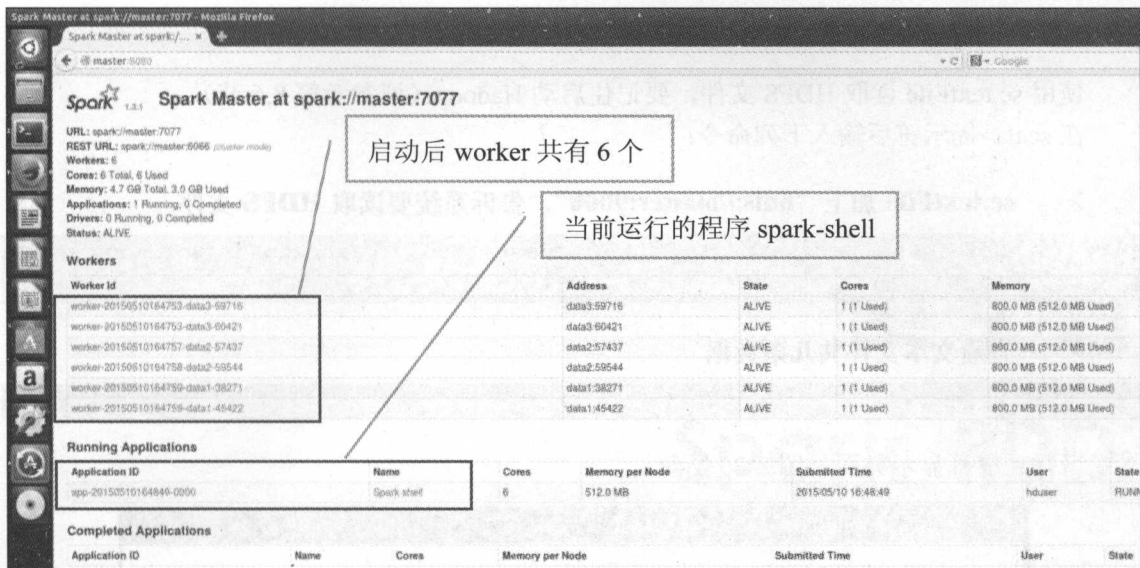 Spark Master at spark://master:7077 - Mozilla Firefox
Spark Master at spark:/... ×
master:8080
Google
Spark 1.3.1 Spark Master at spark://master:7077
URL: spark://master:7077
REST URL: spark://master:6066 (cluster mode)
Workers: 6
Cores: 6 Total, 6 Used
Memory: 4.7 GB Total, 3.0 GB Used
Applications: 1 Running, 0 Completed
Drivers: 0 Running, 0 Completed
Status: ALIVE
启动后 worker 共有 6 个
当前运行的程序 spark-shell
Workers
Worker Id Address State Cores Memory
worker-20150510164753-data3-59716 data3:59716 ALIVE 1 (1 Used) 800.0 MB (512.0 MB Used)
worker-20150510164753-data3-60421 data3:60421 ALIVE 1 (1 Used) 800.0 MB (512.0 MB Used)
worker-20150510164757-data2-57437 data2:57437 ALIVE 1 (1 Used) 800.0 MB (512.0 MB Used)
worker-20150510164758-data2-59544 data2:59544 ALIVE 1 (1 Used) 800.0 MB (512.0 MB Used)
worker-20150510164759-data1-38271 data1:38271 ALIVE 1 (1 Used) 800.0 MB (512.0 MB Used)
worker-20150510164759-data1-45422 data1:45422 ALIVE 1 (1 Used) 800.0 MB (512.0 MB Used)
Running Applications
Application ID Name Cores Memory per Node Submitted Time User State
app-20150510164849-0000 Spark shell 6 512.0 MB 2015/05/10 16:48:49 hduser RUNN
Completed Applications
Application ID Name Cores Memory per Node Submitted Time User State